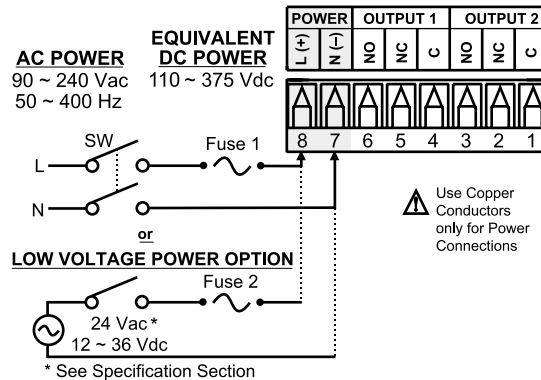 POWER OUTPUT 1 OUTPUT 2
L (+) N (−) NO NC C NO NC C
8 7 6 5 4 3 2 1
AC POWER
90 ~ 240 Vac
50 ~ 400 Hz
EQUIVALENT
DC POWER
110 ~ 375 Vdc
SW
Fuse 1
L
N
or
LOW VOLTAGE POWER OPTION
Fuse 2
24 Vac *
12 ~ 36 Vdc
* See Specification Section
Use Copper
Conductors
only for Power
Connections